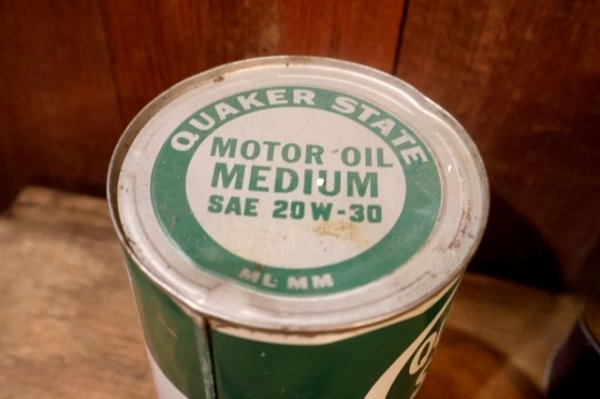 QUAKER STATE
MOTOR OIL
MEDIUM
SAE 20W-30
ML MM